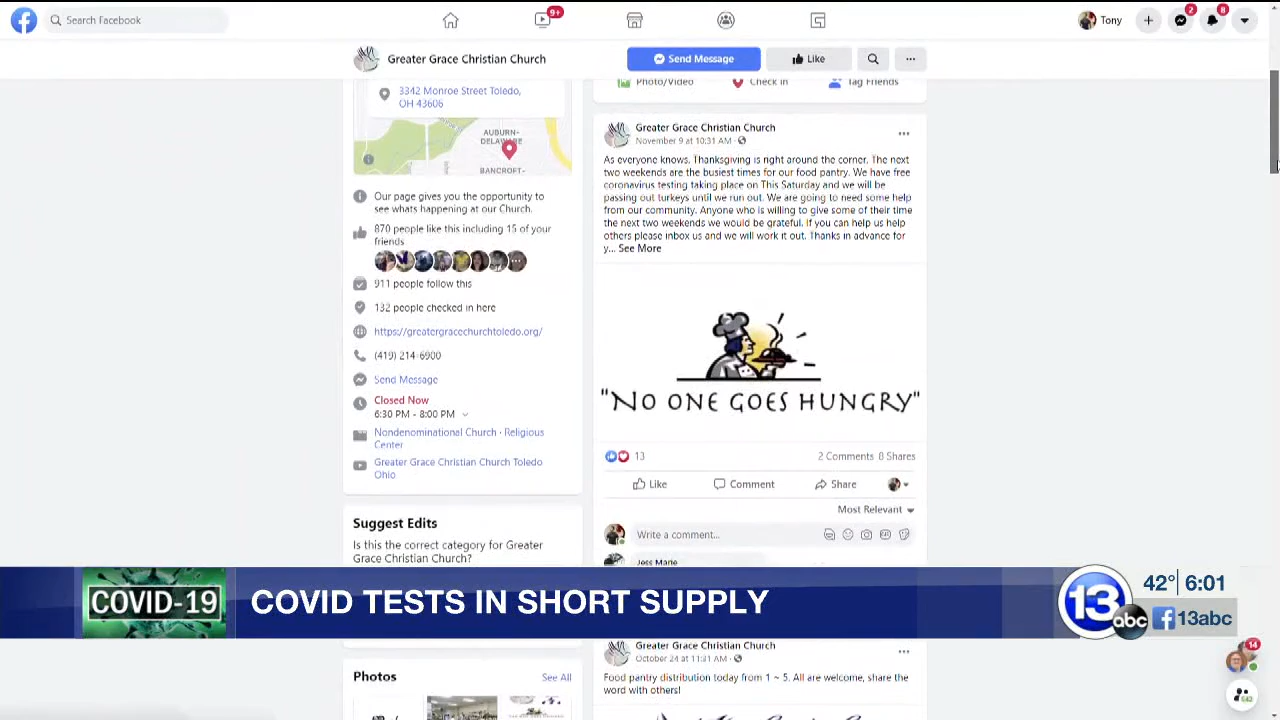 Search Facebook
9+
Tony
2
8
Greater Grace Christian Church
Send Message
Like
3342 Monroe Street Toledo,
OH 43606
AUBURN-
DELAWARE
BANCROFT-
Our page gives you the opportunity to
see whats happening at our Church.
870 people like this including 15 of your
friends
911 people follow this
132 people checked in here
https://greatergracechurchtoledo.org/
(419) 214-6900
Send Message
Closed Now
6:30 PM - 8:00 PM
Nondenominational Church · Religious
Center
Greater Grace Christian Church Toledo
Ohio
Suggest Edits
Is this the correct category for Greater
Grace Christian Church?
Photos
See All
Photo/Video
Check in
Tag Friends
Greater Grace Christian Church
November 9 at 10:31 AM ·
As everyone knows, Thanksgiving is right around the corner. The next
two weekends are the busiest times for our food pantry. We have free
coronavirus testing taking place on This Saturday and we will be
passing out turkeys until we run out. We are going to need some help
from our community. Anyone who is willing to give some of their time
the next two weekends we would be grateful. If you can help us help
others please inbox us and we will work it out. Thanks in advance for
y... See More
"NO ONE GOES HUNGRY"
13
2 Comments 8 Shares
Like
Comment
Share
Most Relevant
Write a comment...
Jess Marie
COVID-19
COVID TESTS IN SHORT SUPPLY
42° 6:01
13
abc
13abc
Greater Grace Christian Church
October 24 at 11:31 AM ·
Food pantry distribution today from 1 ~ 5. All are welcome, share the
word with others!
14